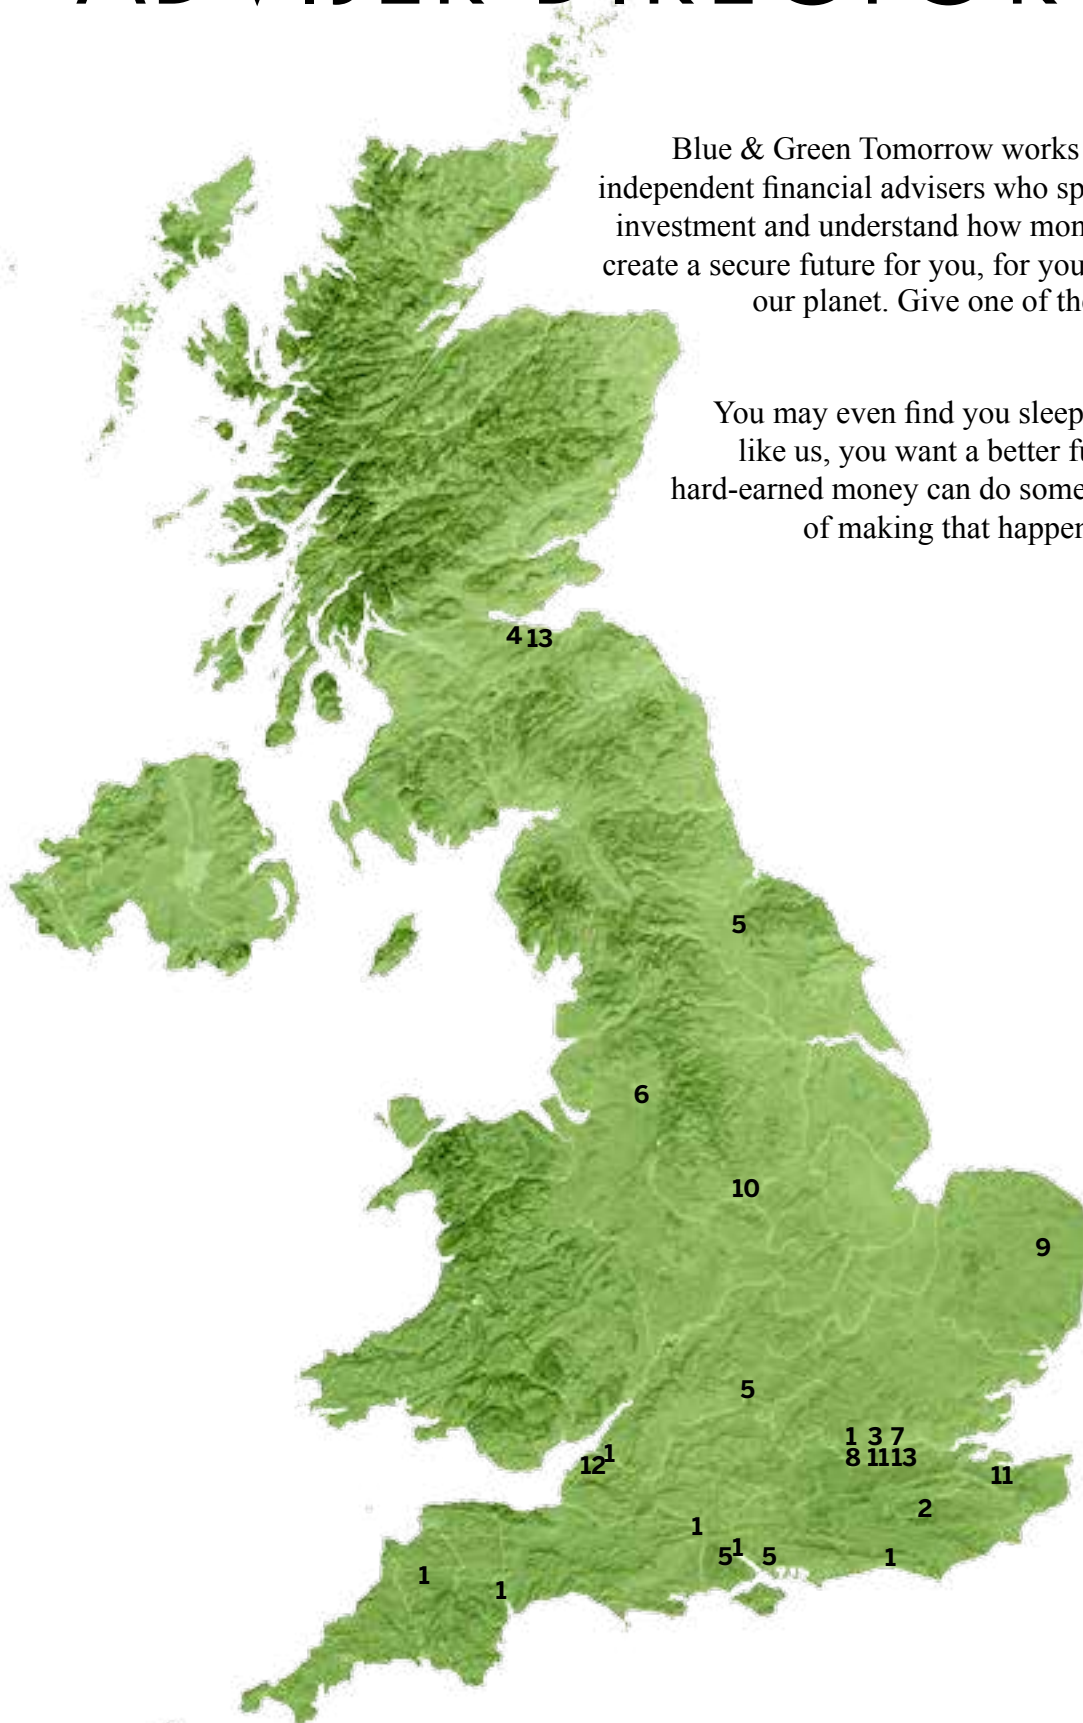 ADVISER DIRECTOR
Blue & Green Tomorrow works
independent financial advisers who sp
investment and understand how mon
create a secure future for you, for you
our planet. Give one of the
You may even find you sleep
like us, you want a better fu
hard-earned money can do some
of making that happen
4 13
5
6
10
9
5
1 3 7
8 11 13
12 1
11
2
1
5 1 5
1
1
1